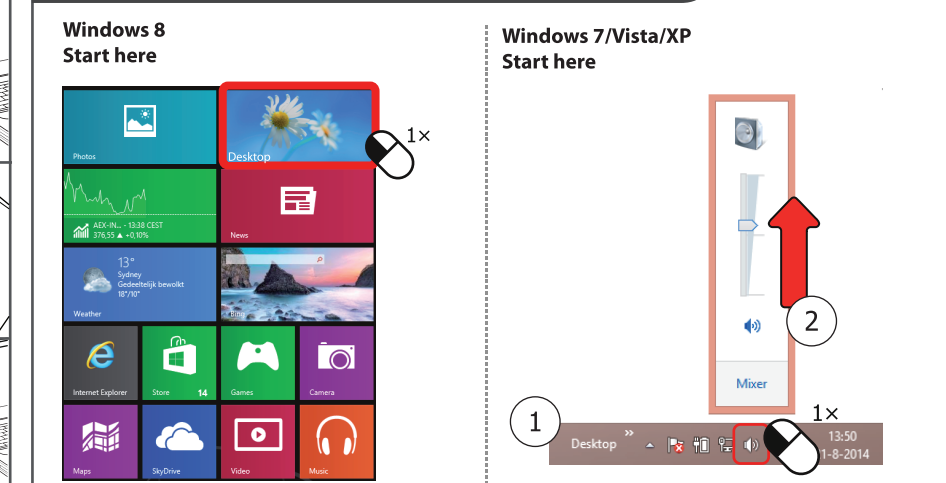 Windows 8
Start here
Photos
Desktop
1×
AEX-IN... - 13:38 CEST
376,55 ▲ +0,10%
News
13°
Sydney
Gedeeltelijk bewolkt
18°/10°
Weather
Internet Explorer
Store
14
Games
Camera
Maps
SkyDrive
Video
Music
Windows 7/Vista/XP
Start here
2
Mixer
1
1×
Desktop
13:50
1-8-2014